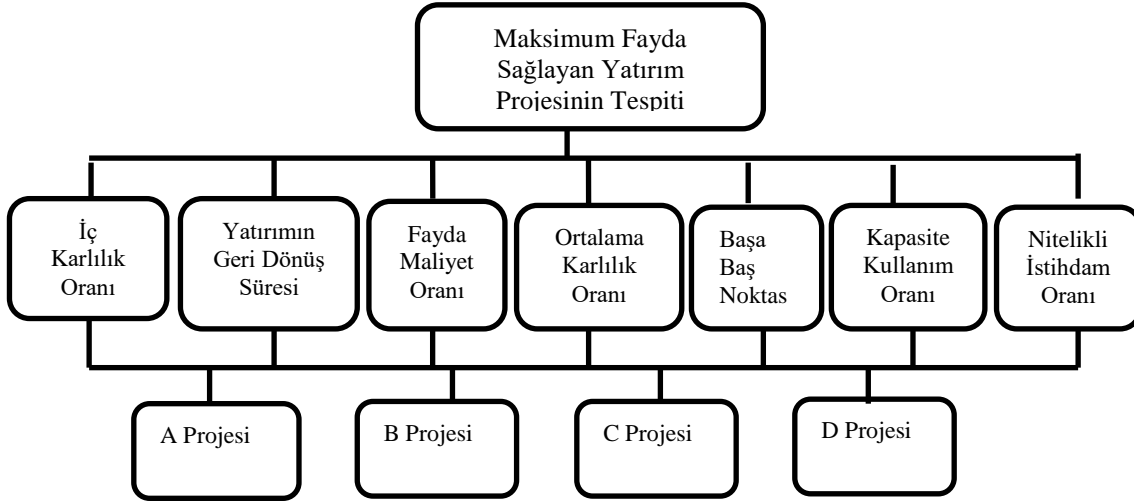 Maksimum Fayda
Sağlayan Yatırım
Projesinin Tespiti
İç
Karlılık
Oranı
Yatırımın
Geri Dönüş
Süresi
Fayda
Maliyet
Oranı
Ortalama
Karlılık
Oranı
Başa
Baş
Noktas
Kapasite
Kullanım
Oranı
Nitelikli
İstihdam
Oranı
A Projesi
B Projesi
C Projesi
D Projesi